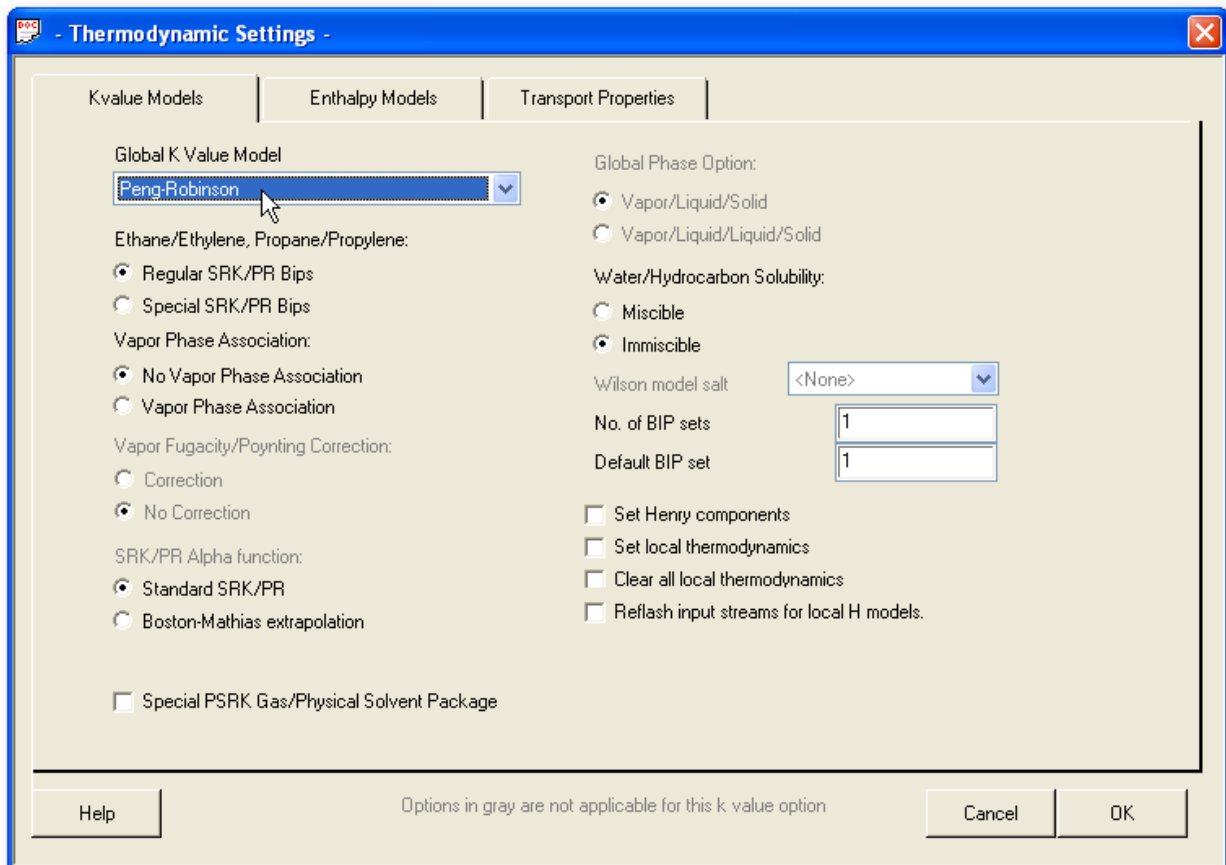 - Thermodynamic Settings -
Kvalue Models
Enthalpy Models
Transport Properties
Global K Value Model
Peng-Robinson
Ethane/Ethylene, Propane/Propylene:
Regular SRK/PR Bips
Special SRK/PR Bips
Vapor Phase Association:
No Vapor Phase Association
Vapor Phase Association
Vapor Fugacity/Poynting Correction:
Correction
No Correction
SRK/PR Alpha function:
Standard SRK/PR
Boston-Mathias extrapolation
Special PSRK Gas/Physical Solvent Package
Global Phase Option:
Vapor/Liquid/Solid
Vapor/Liquid/Liquid/Solid
Water/Hydrocarbon Solubility:
Miscible
Immiscible
Wilson model salt <None>
No. of BIP sets 1
Default BIP set 1
Set Henry components
Set local thermodynamics
Clear all local thermodynamics
Reflash input streams for local H models.
Help
Options in gray are not applicable for this k value option
Cancel
OK
DOC